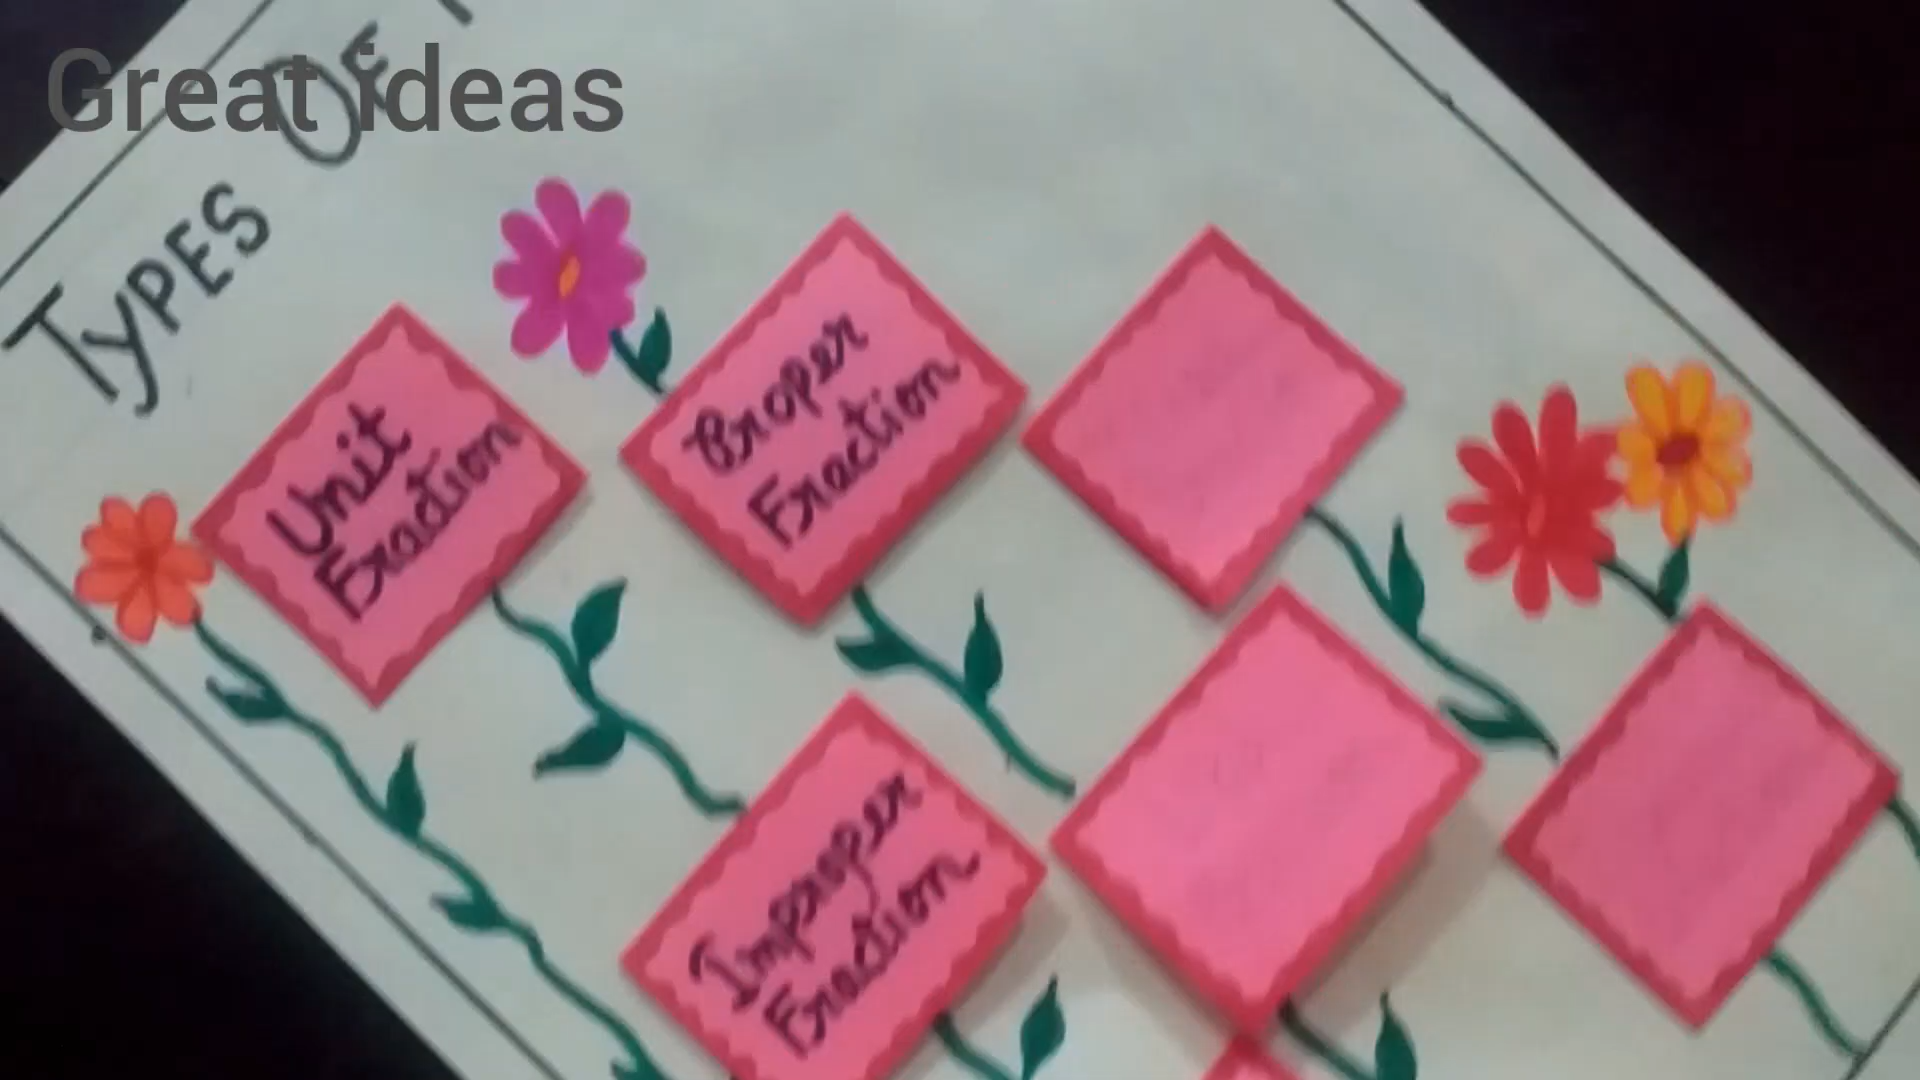 Great ideas
TYPES OF
Unit
Fraction
Proper
Fraction
Improper
Fraction